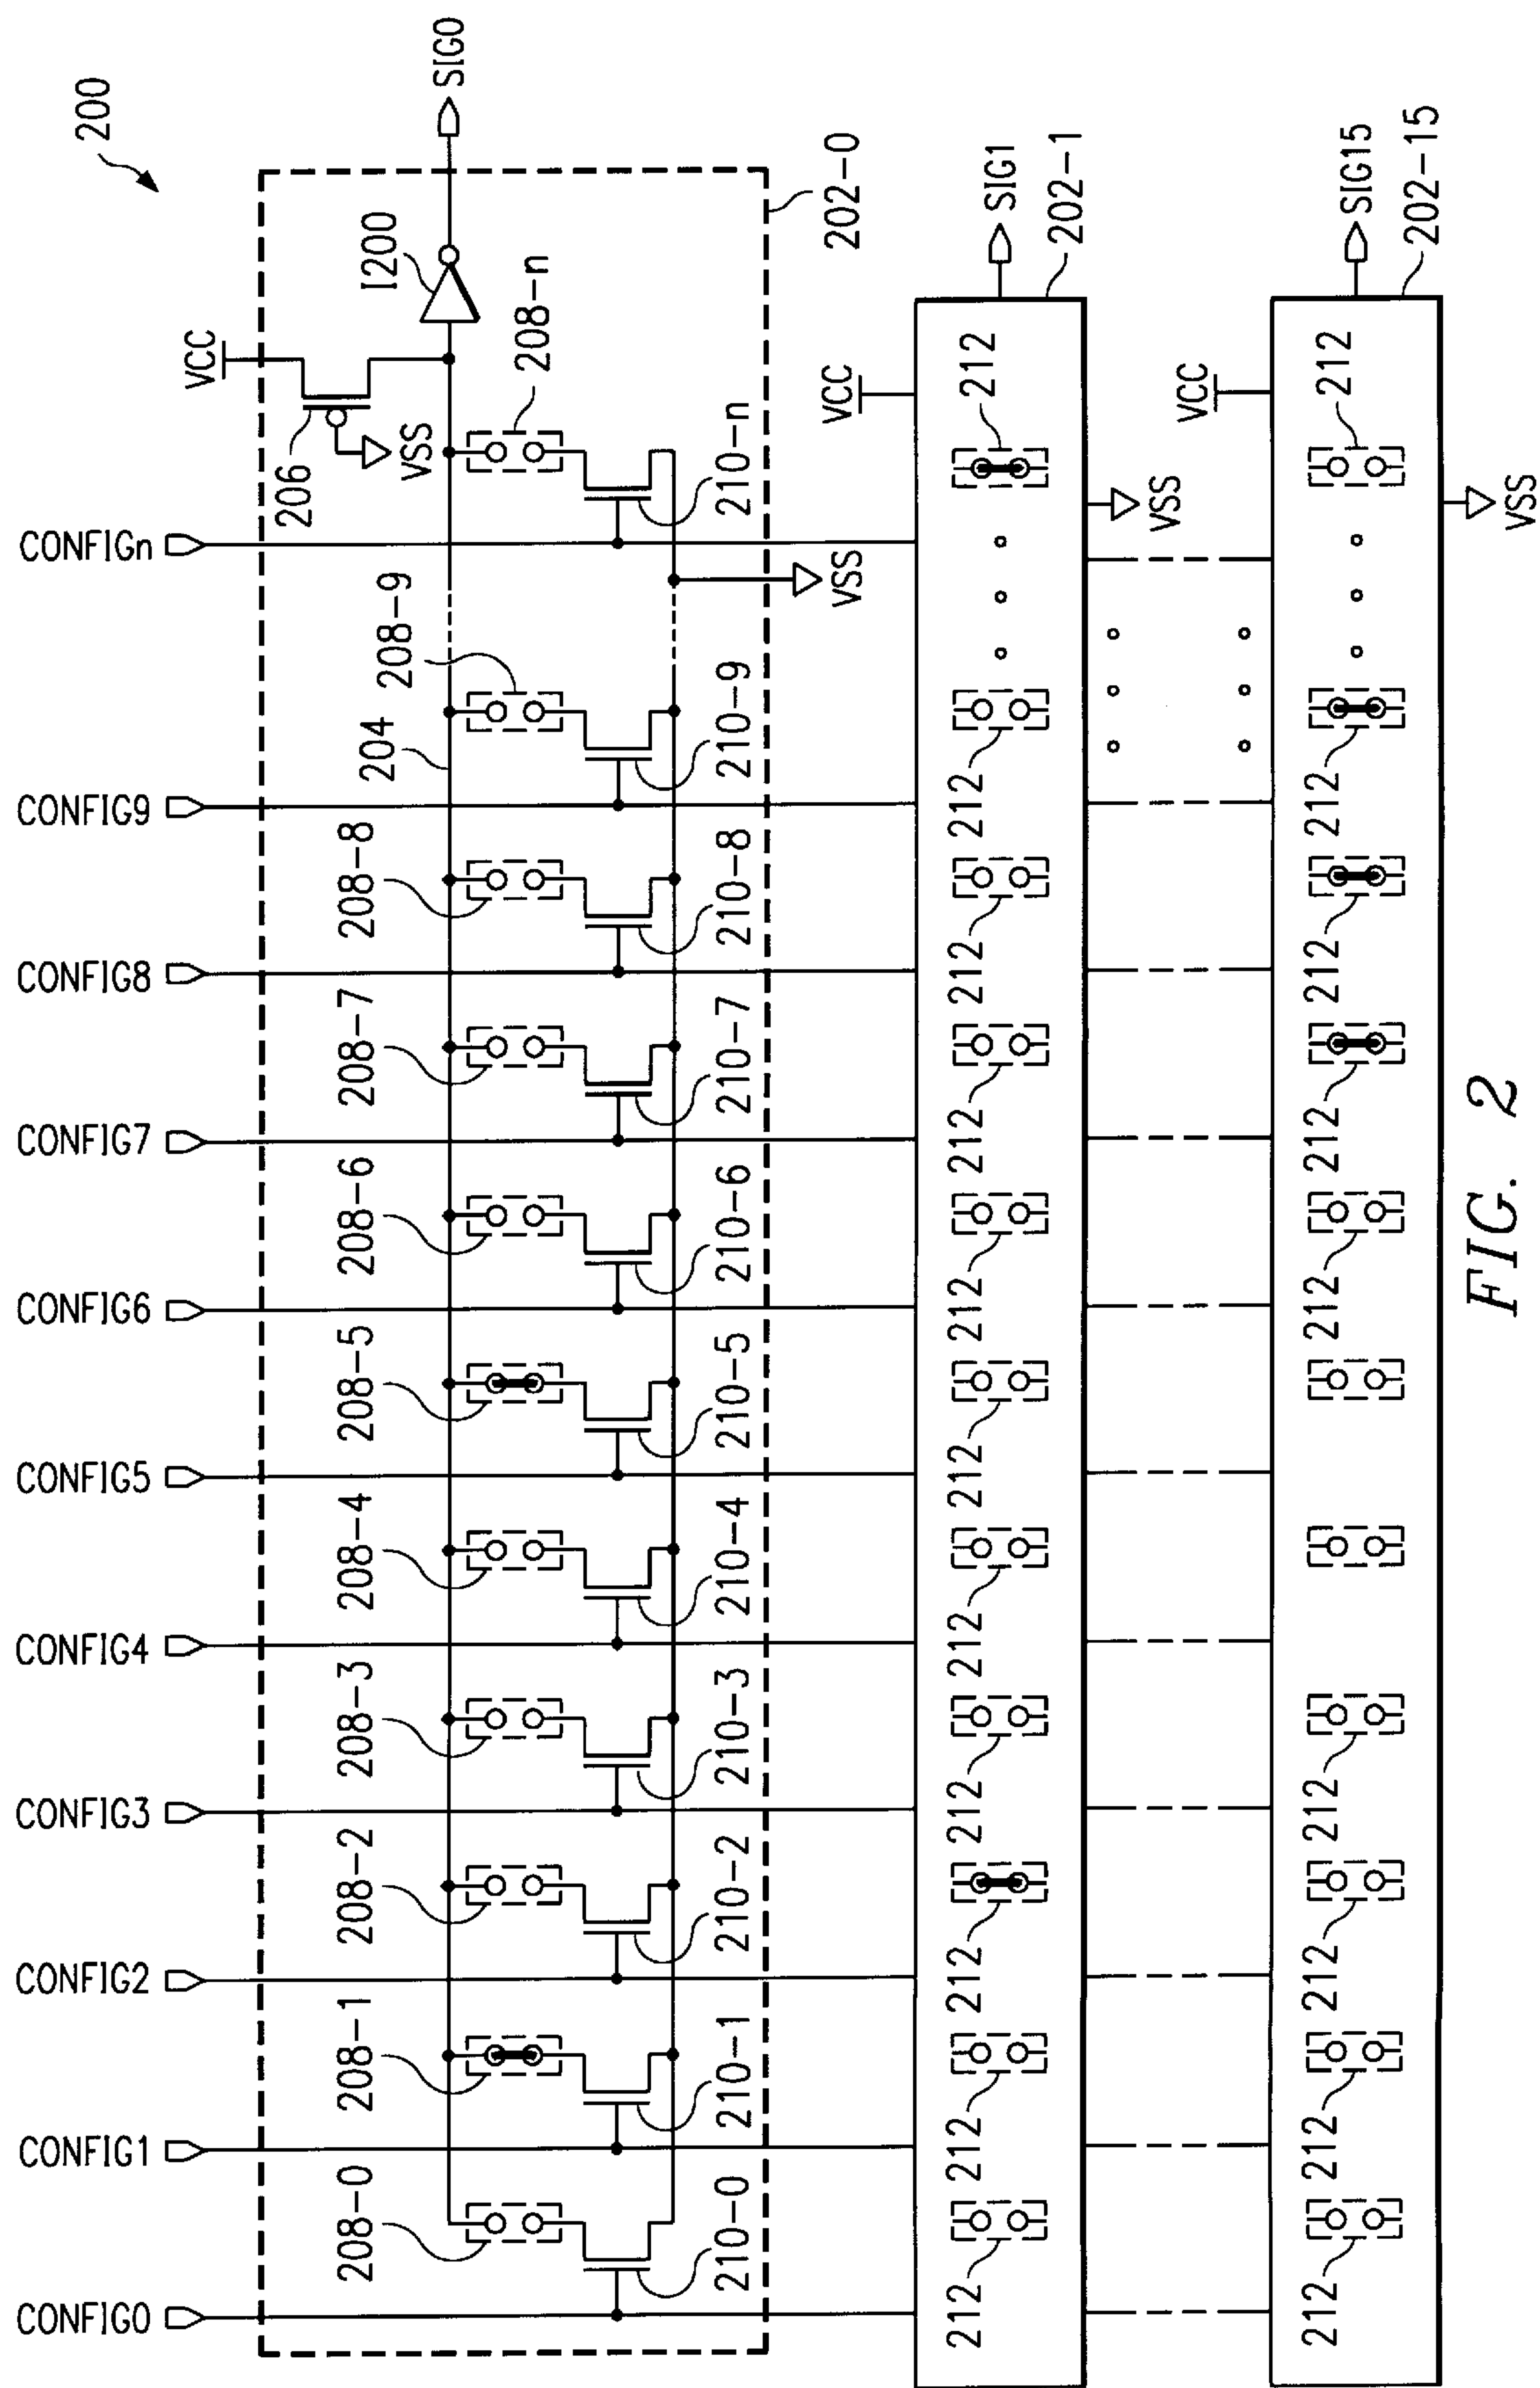 200
CONFIG0
CONFIG1
CONFIG2
CONFIG3
CONFIG4
CONFIG5
CONFIG6
CONFIG7
CONFIG8
CONFIG9
CONFIGn
VCC
206
VSS
I200
SIG0
204
208-0
208-1
208-2
208-3
208-4
208-5
208-6
208-7
208-8
208-9
208-n
210-0
210-1
210-2
210-3
210-4
210-5
210-6
210-7
210-8
210-9
210-n
VSS
202-0
VCC
212
212
212
212
212
212
212
212
212
212
212
SIG1
202-1
VSS
VCC
212
212
212
212
212
212
212
212
212
SIG15
202-15
VSS
FIG. 2